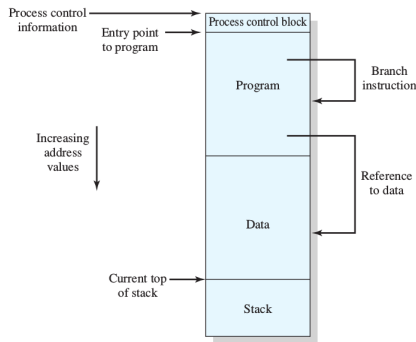 Process control
information
Process control block
Entry point
to program
Program
Branch
instruction
Increasing
address
values
Reference
to data
Data
Current top
of stack
Stack